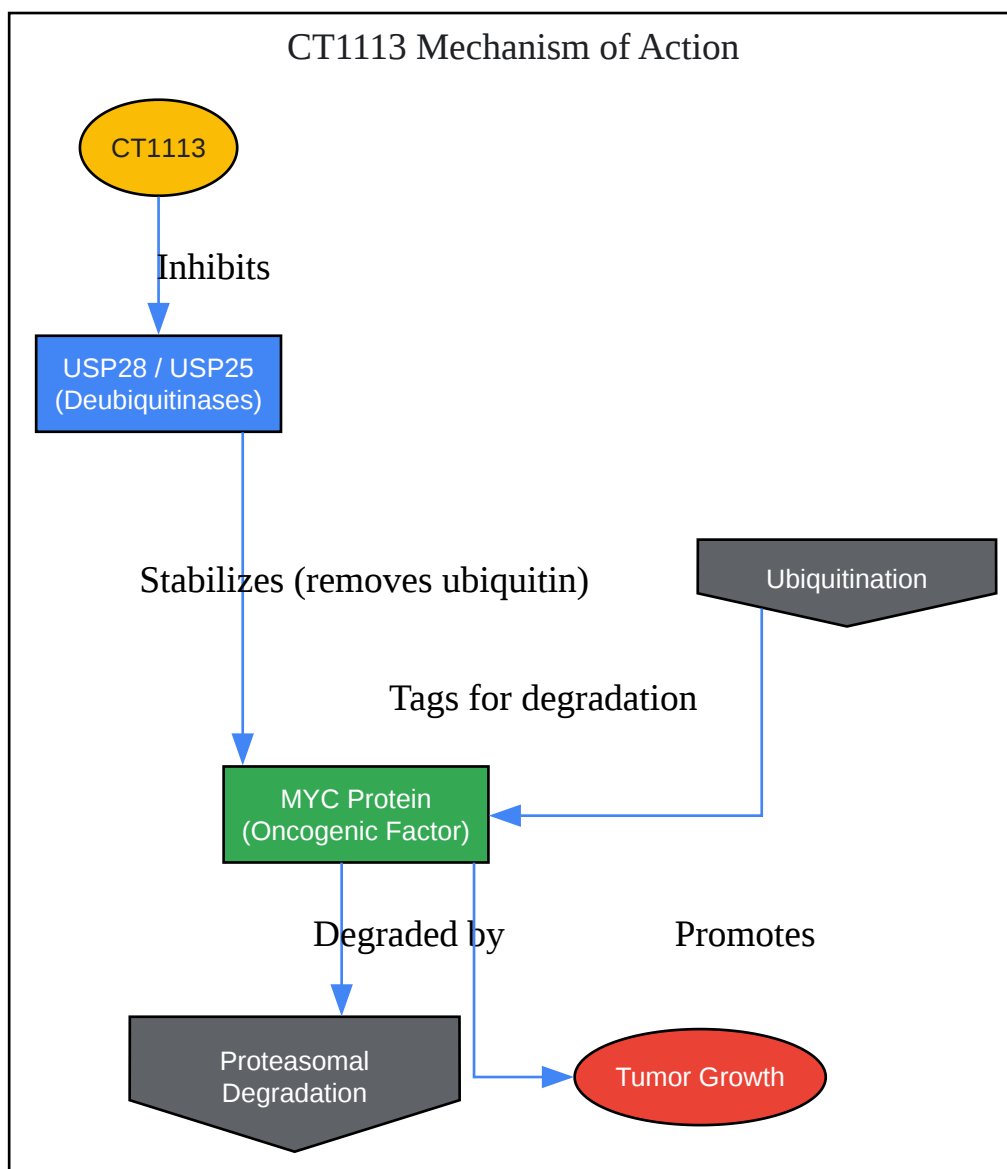 CT1113 Mechanism of Action
CT1113
Inhibits
USP28 / USP25
(Deubiquitinases)
Stabilizes (removes ubiquitin)
Ubiquitination
Tags for degradation
MYC Protein
(Oncogenic Factor)
Degraded by
Promotes
Proteasomal
Degradation
Tumor Growth